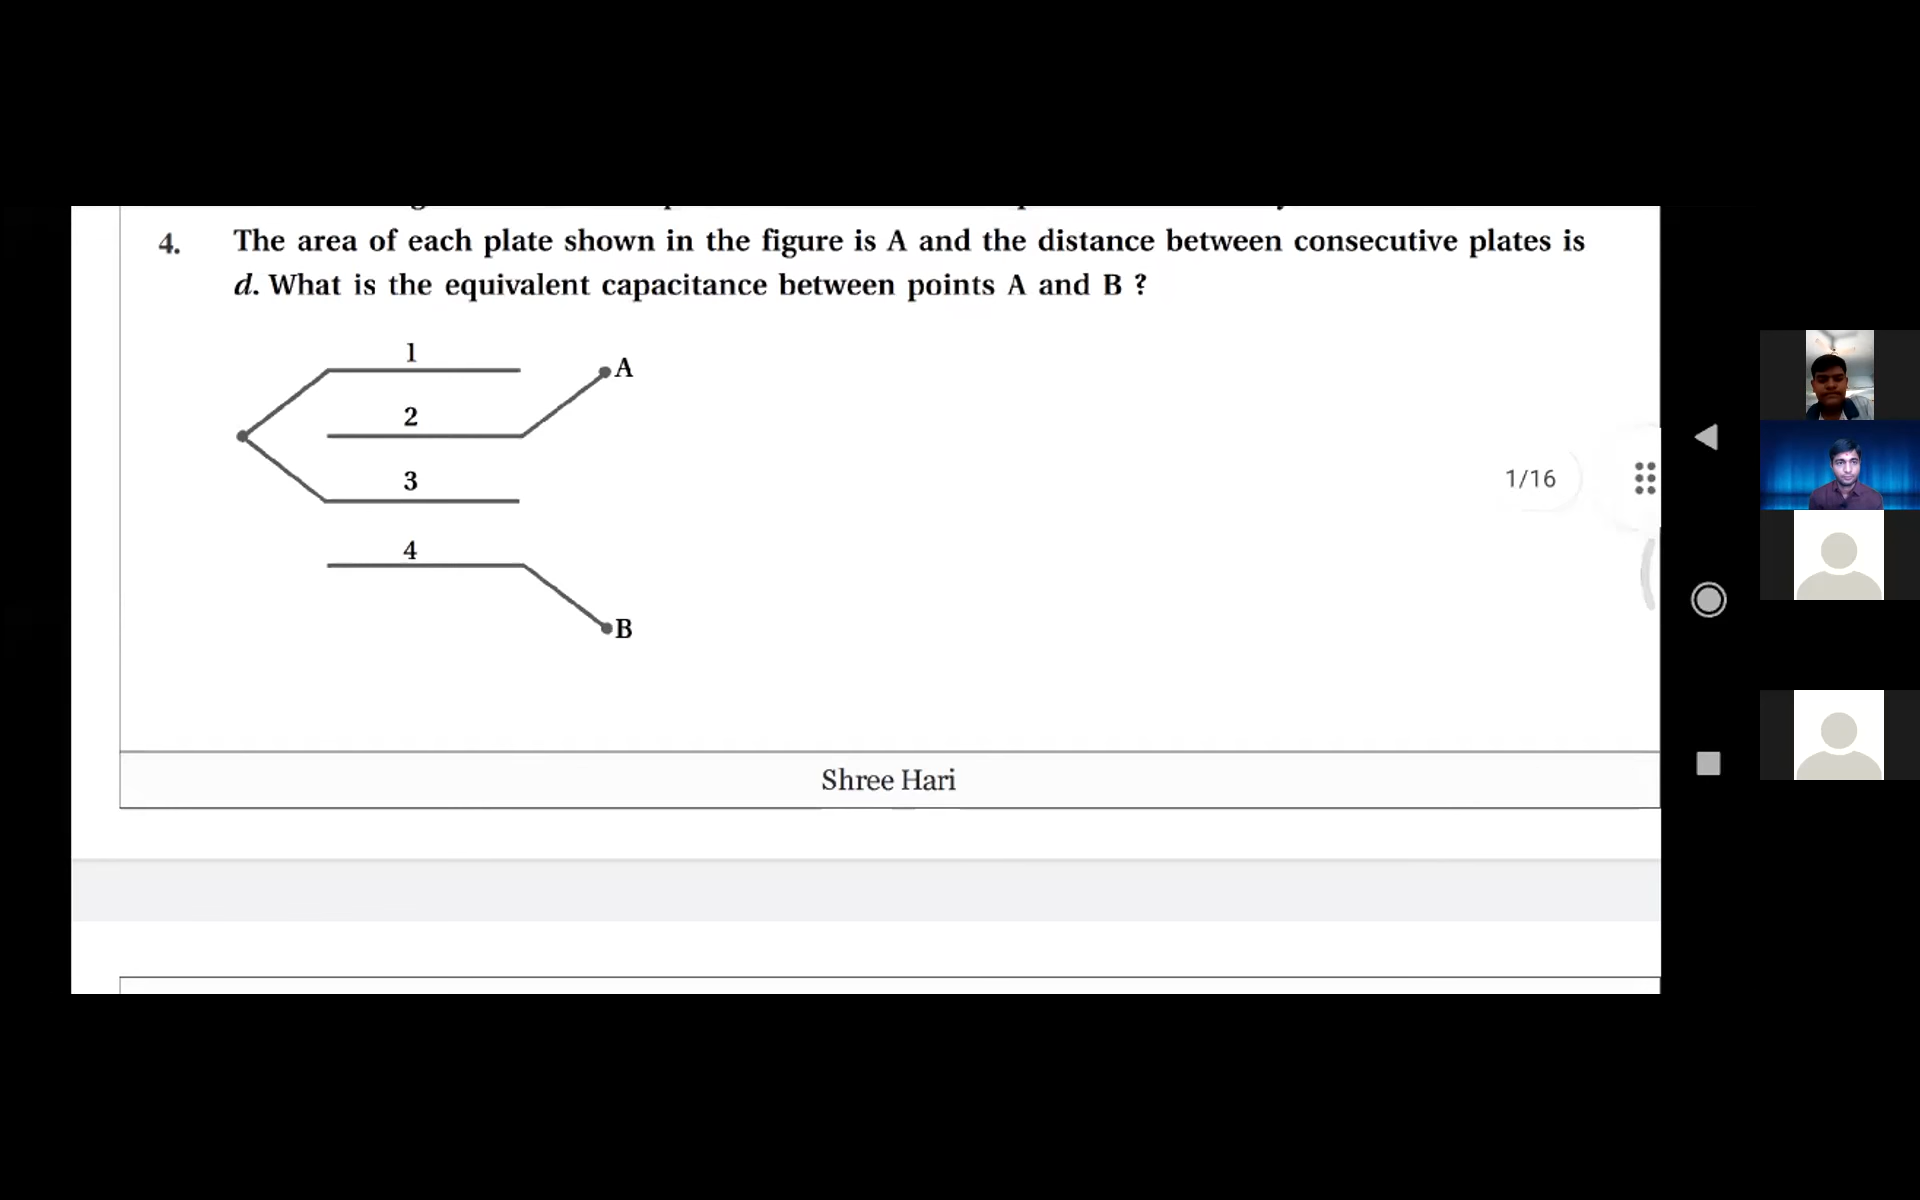 4. The area of each plate shown in the figure is A and the distance between consecutive plates is
d. What is the equivalent capacitance between points A and B ?
1
A
2
3
1/16
4
B
Shree Hari